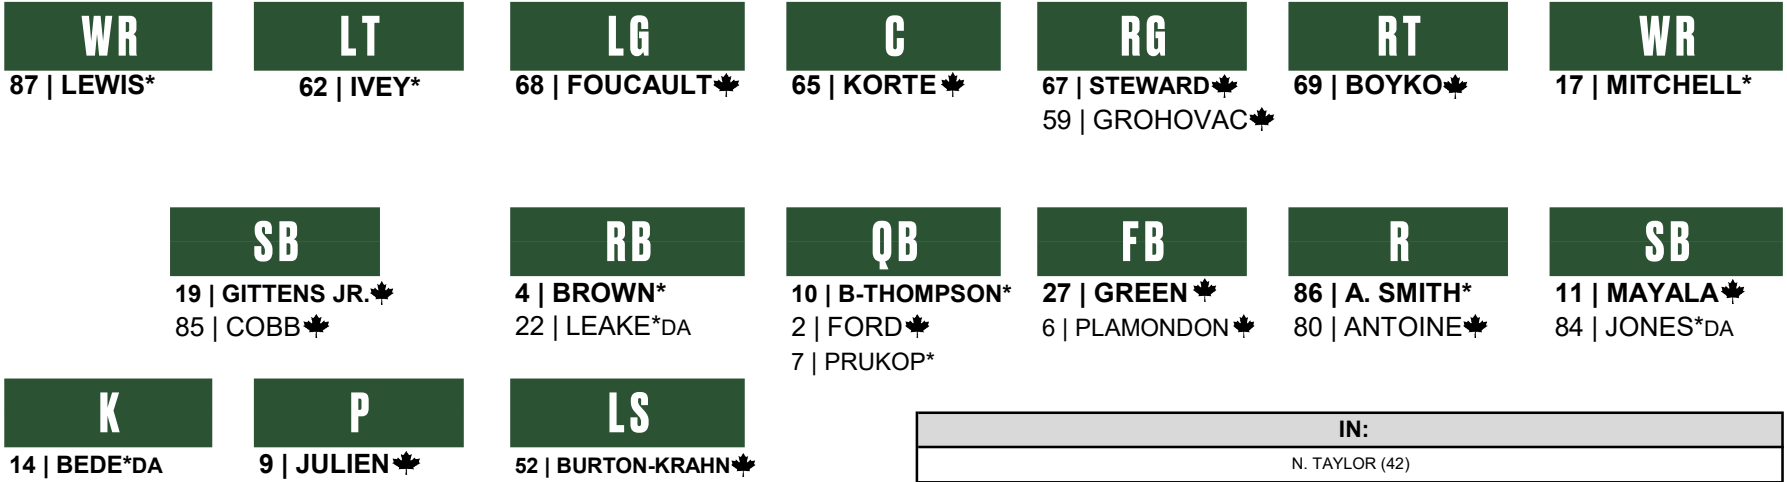 WR LT LG C RG RT WR
87 | LEWIS* 62 | IVEY* 68 | FOUCAULT🍁 65 | KORTE🍁 67 | STEWARD🍁 69 | BOYKO🍁 17 | MITCHELL*
59 | GROHOVAC🍁
SB RB QB FB R SB
19 | GITTENS JR.🍁 4 | BROWN* 10 | B-THOMPSON* 27 | GREEN🍁 86 | A. SMITH* 11 | MAYALA🍁
85 | COBB🍁 22 | LEAKE*DA 2 | FORD🍁 6 | PLAMONDON🍁 80 | ANTOINE🍁 84 | JONES*DA
7 | PRUKOP*
K P LS
IN:
14 | BEDE*DA 9 | JULIEN🍁 52 | BURTON-KRAHN🍁 N. TAYLOR (42)